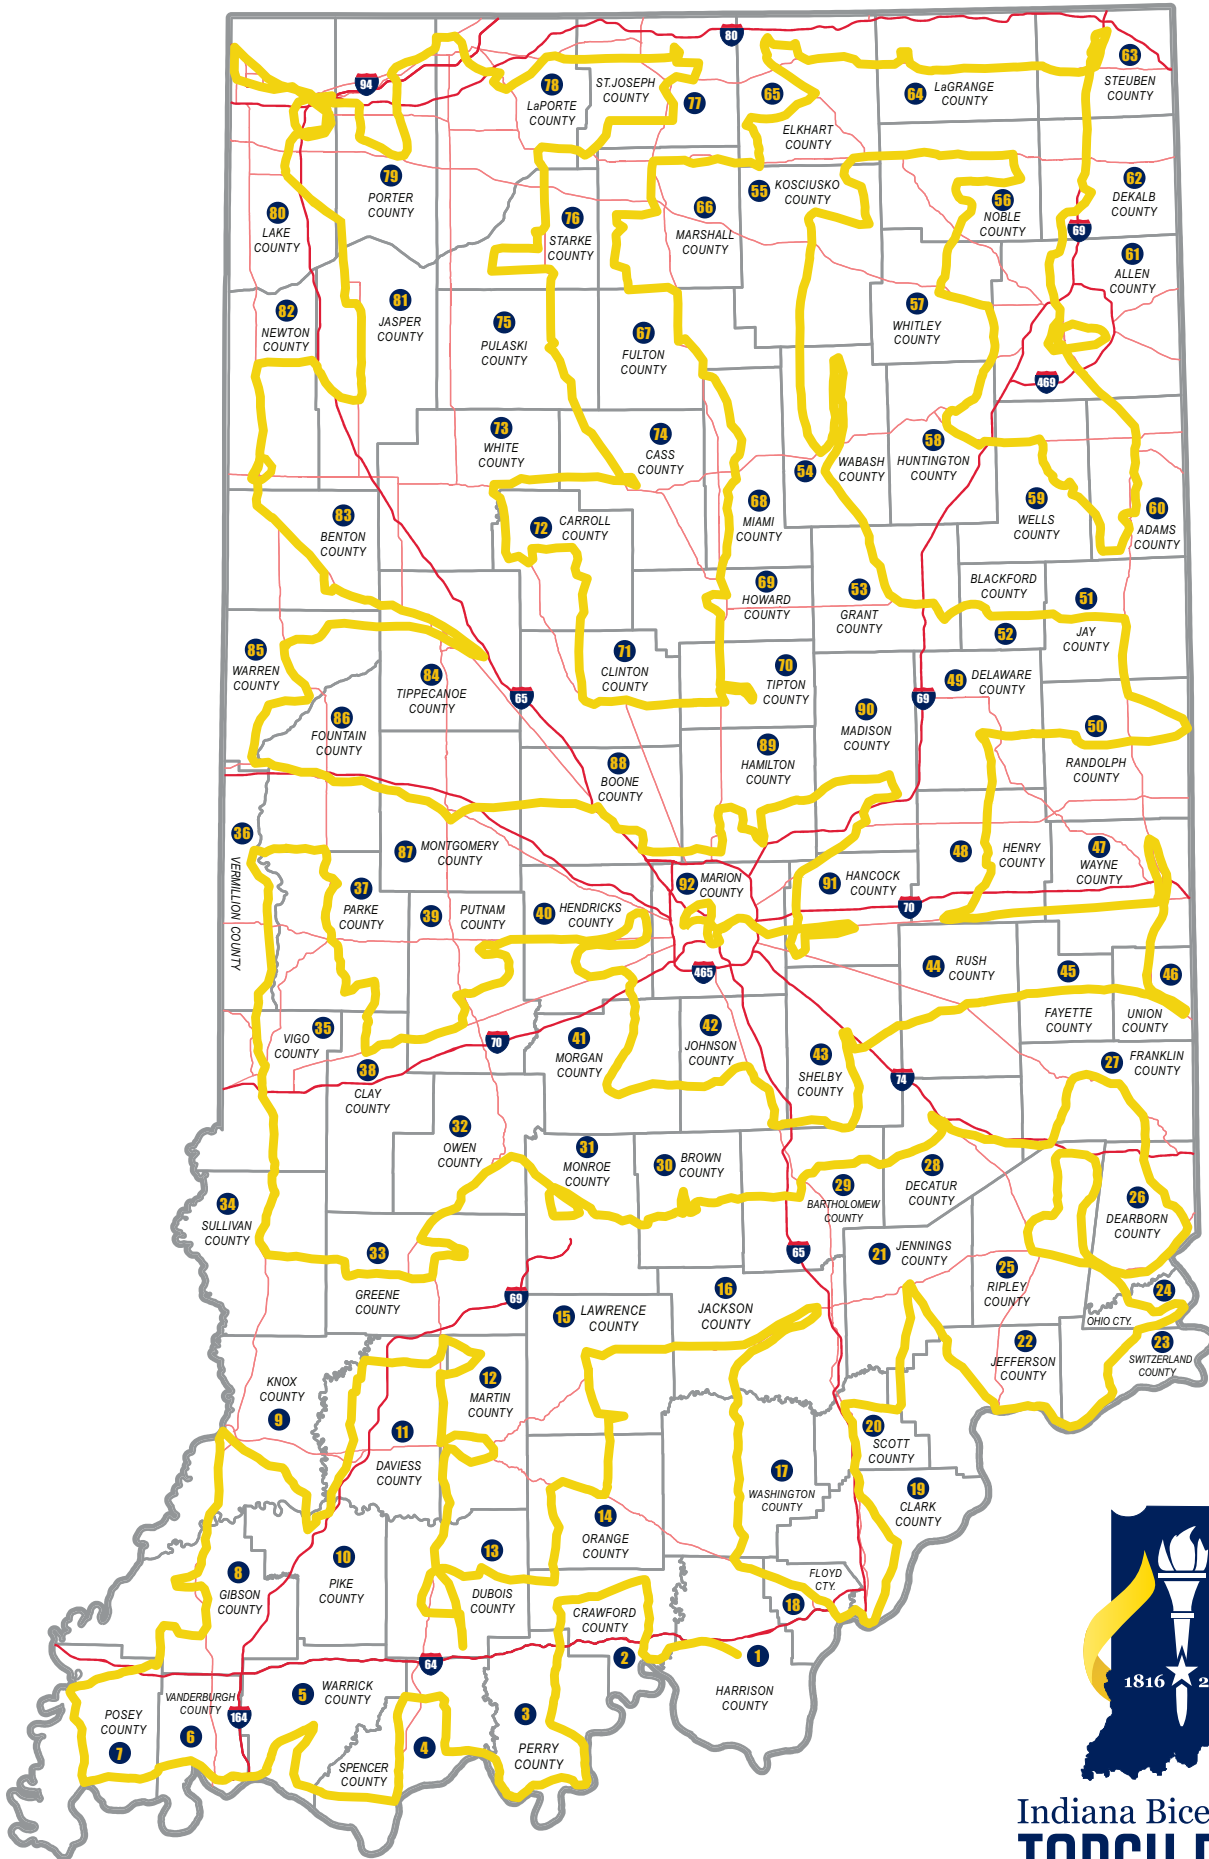 80
94
63
STEUBEN
COUNTY
78
LaPORTE
COUNTY
ST.JOSEPH
COUNTY
77
65
ELKHART
COUNTY
64
LaGRANGE
COUNTY
79
PORTER
COUNTY
80
LAKE
COUNTY
76
STARKE
COUNTY
66
MARSHALL
COUNTY
55
KOSCIUSKO
COUNTY
56
NOBLE
COUNTY
62
DEKALB
COUNTY
69
61
ALLEN
COUNTY
82
NEWTON
COUNTY
81
JASPER
COUNTY
75
PULASKI
COUNTY
67
FULTON
COUNTY
57
WHITLEY
COUNTY
469
73
WHITE
COUNTY
74
CASS
COUNTY
54
WABASH
COUNTY
58
HUNTINGTON
COUNTY
68
MIAMI
COUNTY
59
WELLS
COUNTY
60
ADAMS
COUNTY
83
BENTON
COUNTY
72
CARROLL
COUNTY
69
HOWARD
COUNTY
53
GRANT
COUNTY
BLACKFORD
COUNTY
52
51
JAY
COUNTY
85
WARREN
COUNTY
84
TIPPECANOE
COUNTY
65
71
CLINTON
COUNTY
70
TIPTON
COUNTY
69
49
DELAWARE
COUNTY
86
FOUNTAIN
COUNTY
90
MADISON
COUNTY
50
RANDOLPH
COUNTY
88
BOONE
COUNTY
89
HAMILTON
COUNTY
36
VERMILLION COUNTY
87
MONTGOMERY
COUNTY
48
HENRY
COUNTY
47
WAYNE
COUNTY
37
PARKE
COUNTY
39
PUTNAM
COUNTY
40
HENDRICKS
COUNTY
92
MARION
COUNTY
91
HANCOCK
COUNTY
70
465
44
RUSH
COUNTY
45
FAYETTE
COUNTY
46
UNION
COUNTY
35
VIGO
COUNTY
70
41
MORGAN
COUNTY
42
JOHNSON
COUNTY
43
SHELBY
COUNTY
74
27
FRANKLIN
COUNTY
38
CLAY
COUNTY
32
OWEN
COUNTY
31
MONROE
COUNTY
30
BROWN
COUNTY
29
BARTHOLOMEW
COUNTY
28
DECATUR
COUNTY
26
DEARBORN
COUNTY
34
SULLIVAN
COUNTY
33
GREENE
COUNTY
65
21
JENNINGS
COUNTY
25
RIPLEY
COUNTY
24
OHIO CTY.
69
15
LAWRENCE
COUNTY
16
JACKSON
COUNTY
22
JEFFERSON
COUNTY
23
SWITZERLAND
COUNTY
KNOX
COUNTY
9
12
MARTIN
COUNTY
11
DAVIESS
COUNTY
20
SCOTT
COUNTY
17
WASHINGTON
COUNTY
19
CLARK
COUNTY
14
ORANGE
COUNTY
8
GIBSON
COUNTY
10
PIKE
COUNTY
13
DUBOIS
COUNTY
FLOYD
CTY.
18
CRAWFORD
COUNTY
2
1
HARRISON
COUNTY
64
VANDERBURGH
COUNTY
6
164
5
WARRICK
COUNTY
POSEY
COUNTY
7
3
PERRY
COUNTY
4
SPENCER
COUNTY
1816 2
Indiana Bice